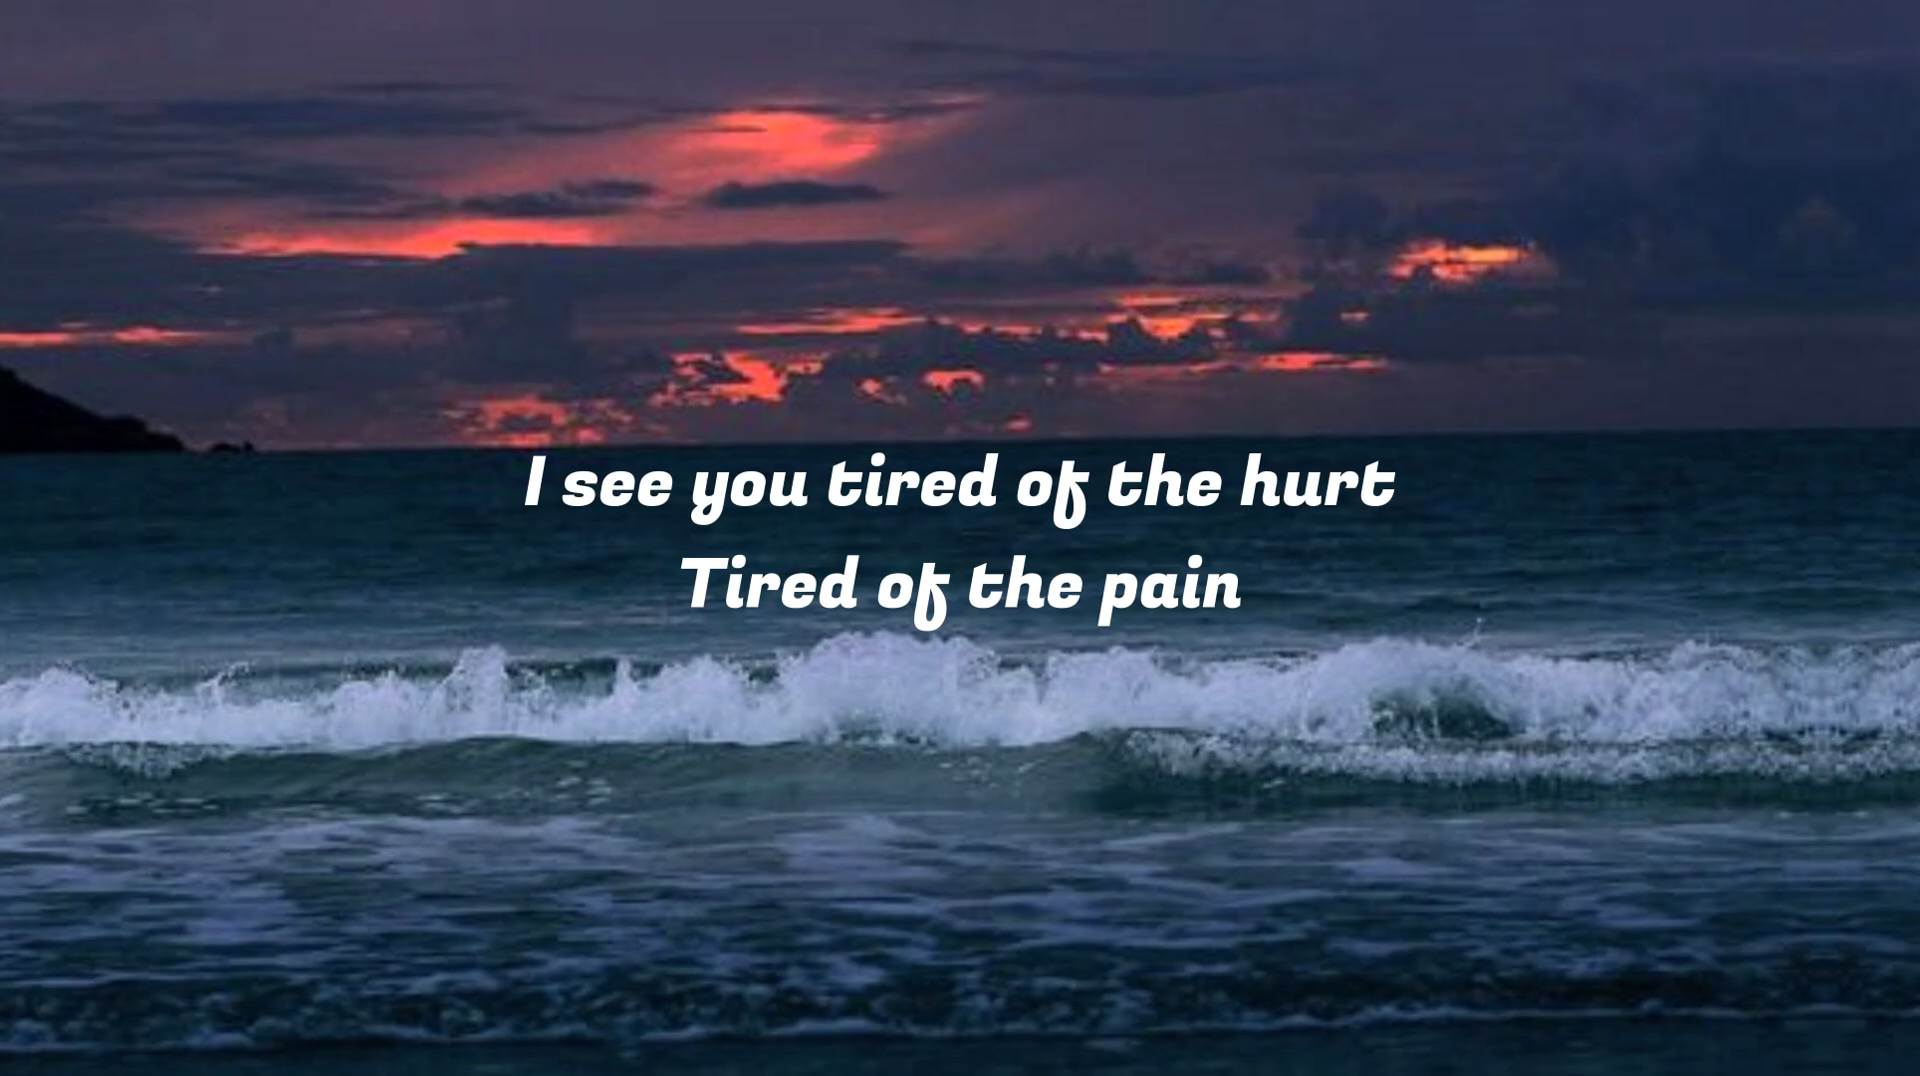 I see you tired of the hurt
Tired of the pain